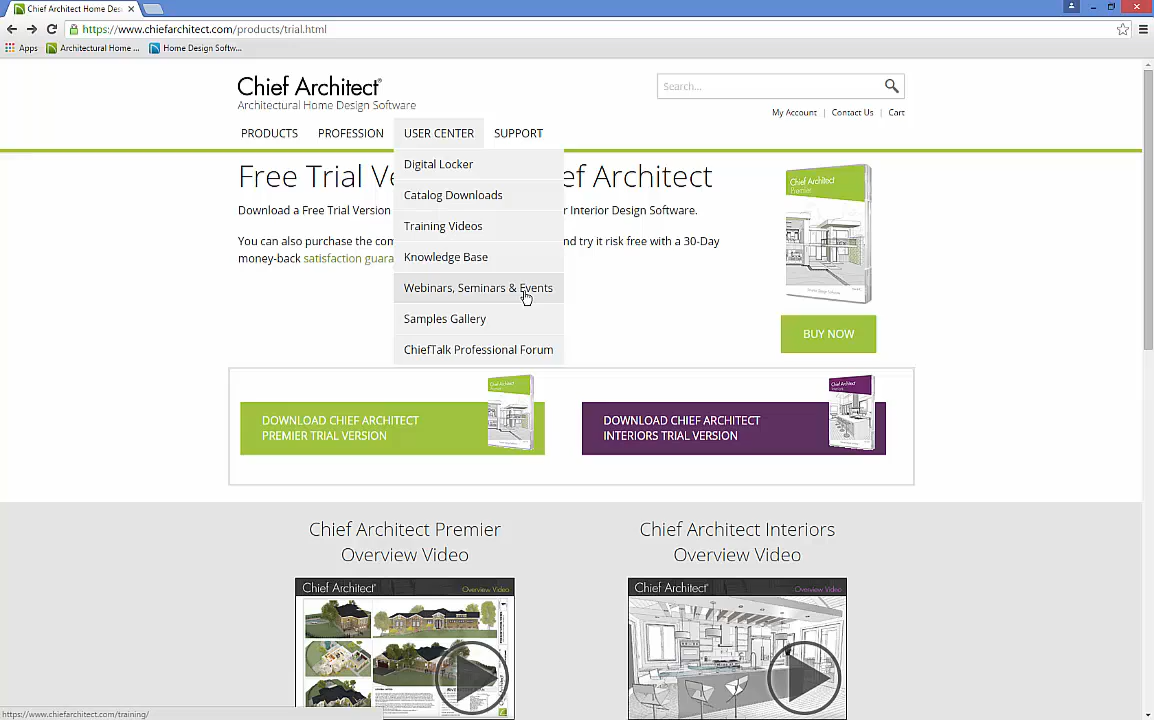 Chief Architect Home Des
https://www.chiefarchitect.com/products/trial.html
Apps
Architectural Home ...
Home Design Softw...
Chief Architect®
Architectural Home Design Software
Search...
My Account | Contact Us | Cart
PRODUCTS
PROFESSION
USER CENTER
SUPPORT
Digital Locker
Catalog Downloads
Training Videos
Knowledge Base
Webinars, Seminars & Events
Samples Gallery
ChiefTalk Professional Forum
Free Trial Ve ef Architect
Download a Free Trial Version r Interior Design Software.
You can also purchase the com and try it risk free with a 30-Day
money-back satisfaction guara
Chief Architect
Premier
BUY NOW
DOWNLOAD CHIEF ARCHITECT
PREMIER TRIAL VERSION
DOWNLOAD CHIEF ARCHITECT
INTERIORS TRIAL VERSION
Chief Architect Premier
Overview Video
Chief Architect Interiors
Overview Video
Chief Architect®
Overview Video
Chief Architect®
Overview Video
https://www.chiefarchitect.com/training/